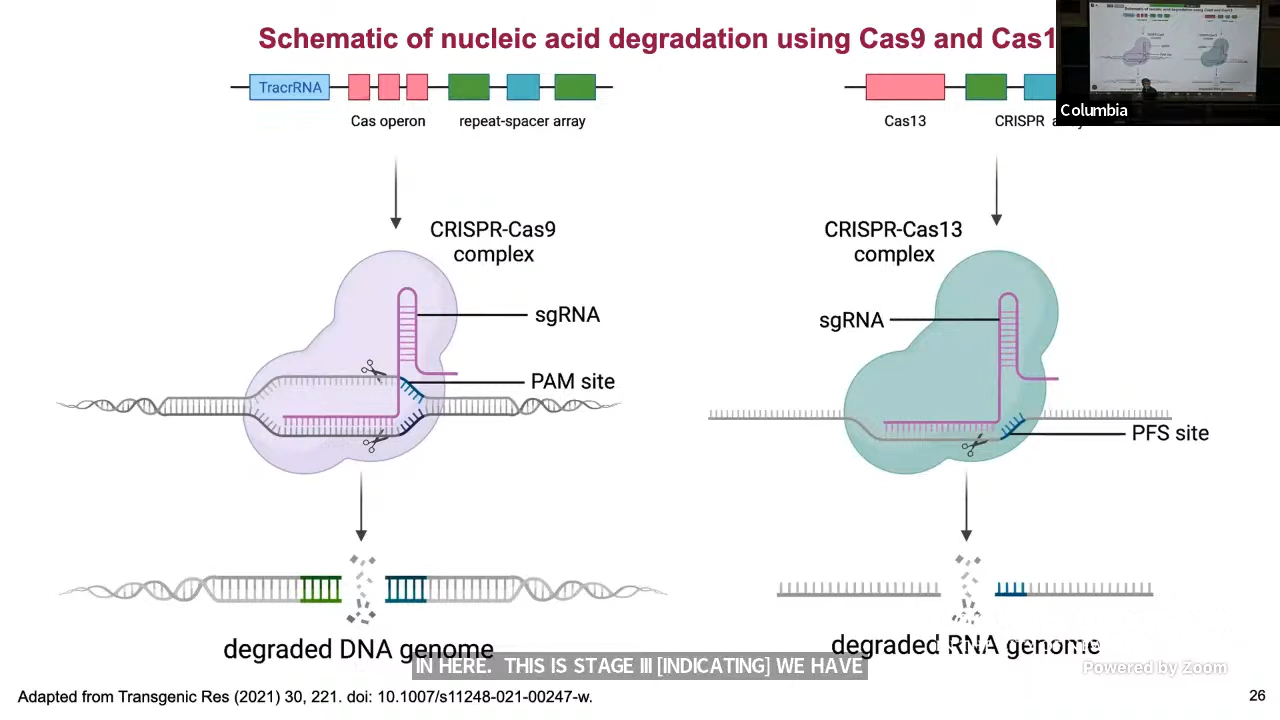 Schematic of nucleic acid degradation using Cas9 and Cas1
TracrRNA
Cas operon
repeat-spacer array
Cas13
CRISPR
Columbia
CRISPR-Cas9
complex
CRISPR-Cas13
complex
sgRNA
sgRNA
PAM site
PFS site
degraded DNA genome
degraded RNA genome
IN HERE. THIS IS STAGE III [INDICATING] WE HAVE
Powered by Zoom
Adapted from Transgenic Res (2021) 30, 221. doi: 10.1007/s11248-021-00247-w.
26